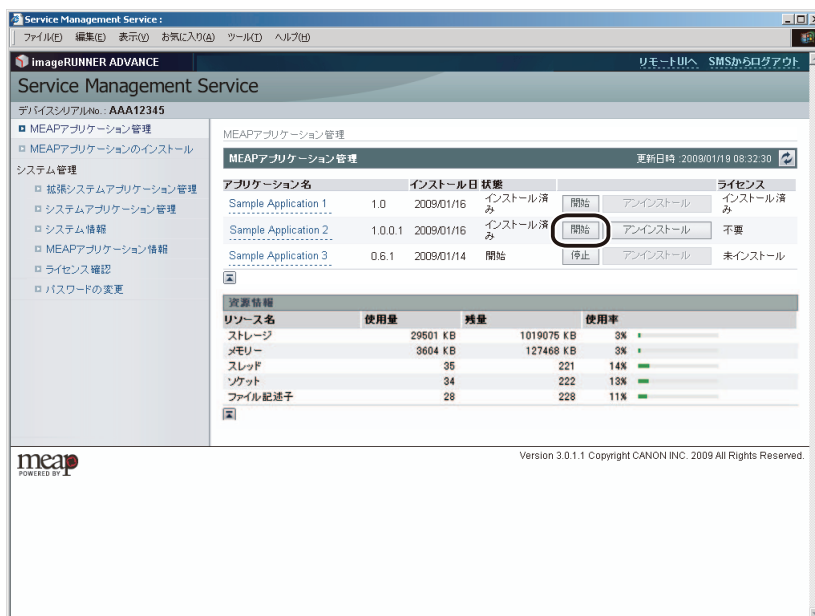 Service Management Service :
ファイル(F) 編集(E) 表示(V) お気に入り(A) ツール(T) ヘルプ(H)
imageRUNNER ADVANCE リモートUIへ SMSからログアウト
Service Management Service
デバイスシリアルNo. : AAA12345
MEAPアプリケーション管理
MEAPアプリケーションのインストール
システム管理
拡張システムアプリケーション管理
システムアプリケーション管理
システム情報
MEAPアプリケーション情報
ライセンス確認
パスワードの変更
MEAPアプリケーション管理
MEAPアプリケーション管理 更新日時 :2009/01/19 08:32:30
アプリケーション名 インストール日 状態 ライセンス
Sample Application 1 1.0 2009/01/16 インストール済み 開始 アンインストール インストール済み
Sample Application 2 1.0.0.1 2009/01/16 インストール済み 開始 アンインストール 不要
Sample Application 3 0.6.1 2009/01/14 開始 停止 アンインストール 未インストール
資源情報
リソース名 使用量 残量 使用率
ストレージ 29501 KB 1019075 KB 3%
メモリー 3604 KB 127468 KB 3%
スレッド 35 221 14%
ソケット 34 222 13%
ファイル記述子 28 228 11%
meap
POWERED BY
Version 3.0.1.1 Copyright CANON INC. 2009 All Rights Reserved.